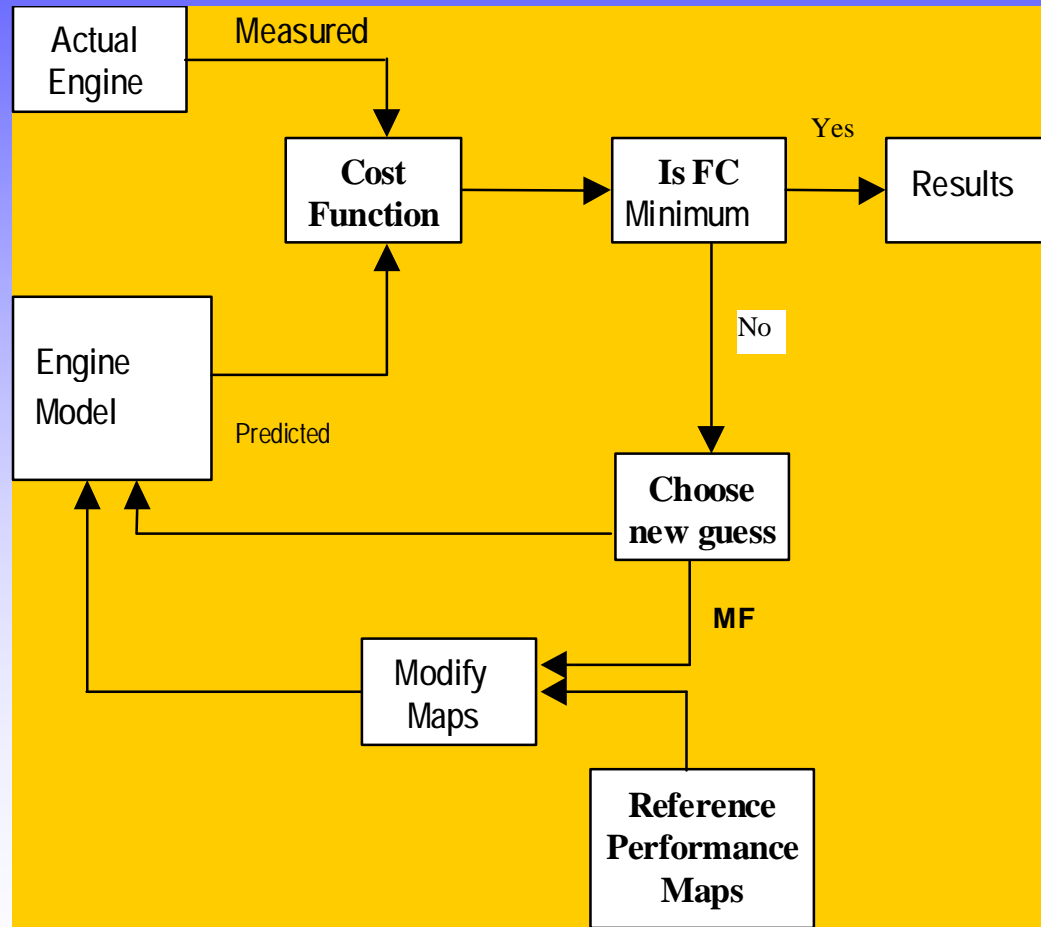 Actual
Engine
Measured
Cost
Function
Is FC
Minimum
Yes
Results
No
Engine
Model
Predicted
Choose
new guess
MF
Modify
Maps
Reference
Performance
Maps